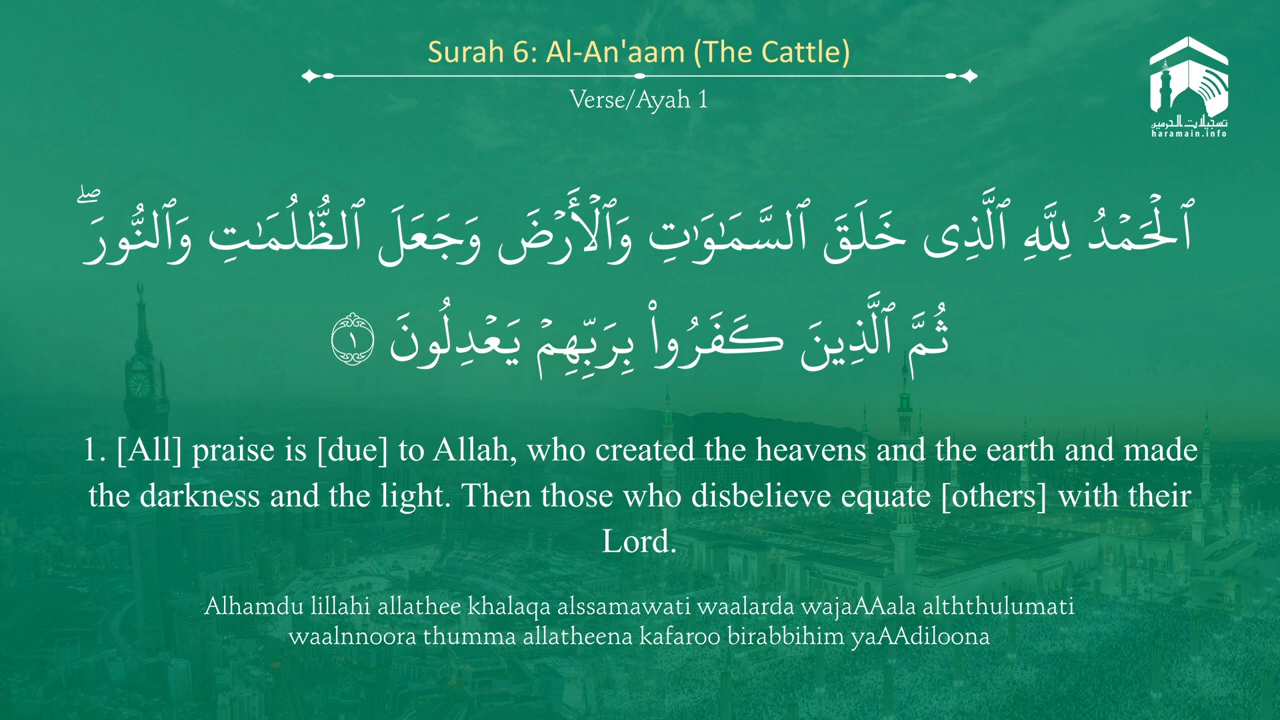 Surah 6: Al-An'aam (The Cattle)
Verse/Ayah 1
تسجيلات الحرمين
haramain.info
ٱلْحَمْدُ لِلَّهِ ٱلَّذِى خَلَقَ ٱلسَّمَـٰوَٰتِ وَٱلْأَرْضَ وَجَعَلَ ٱلظُّلُمَـٰتِ وَٱلنُّورَ ۖ
ثُمَّ ٱلَّذِينَ كَفَرُوا۟ بِرَبِّهِمْ يَعْدِلُونَ ١
1. [All] praise is [due] to Allah, who created the heavens and the earth and made
the darkness and the light. Then those who disbelieve equate [others] with their
Lord.
Alhamdu lillahi allathee khalaqa alssamawati waalarda wajaAAala alththulumati
waalnnoora thumma allatheena kafaroo birabbihim yaAAdiloona